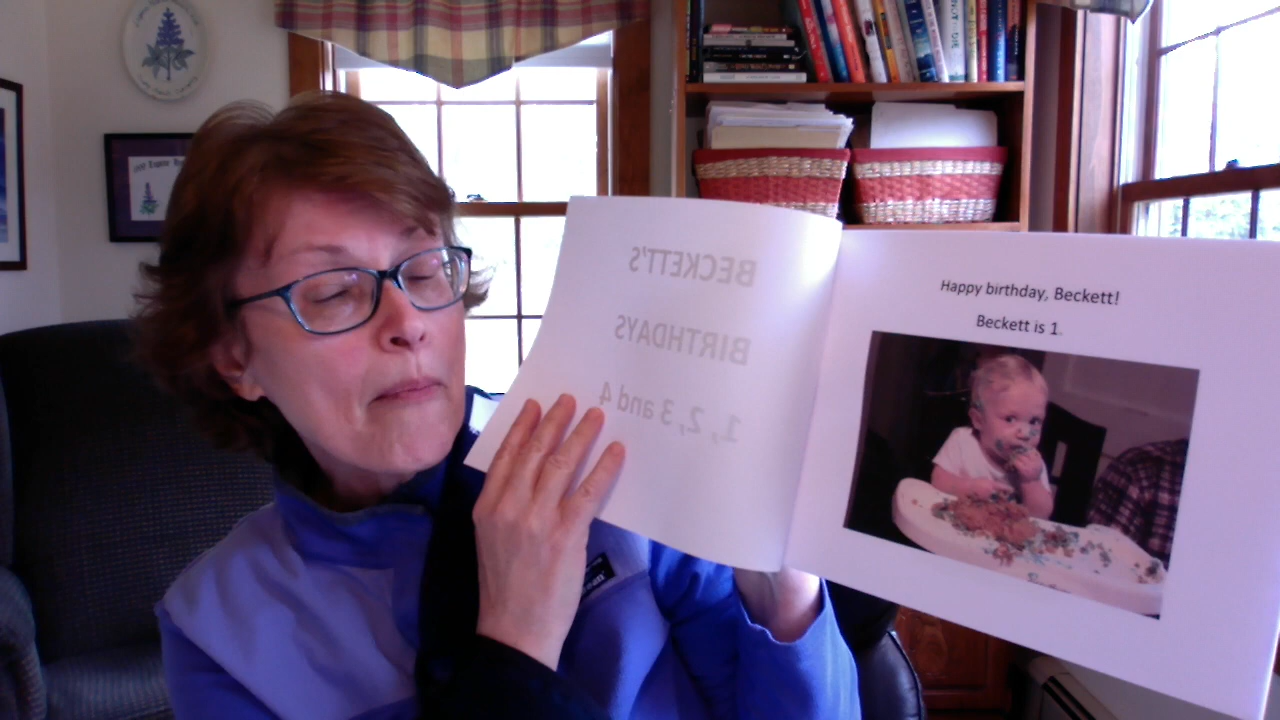 BECKETT'S
BIRTHDAYS
1, 2, 3 and 4
Happy birthday, Beckett!
Beckett is 1.